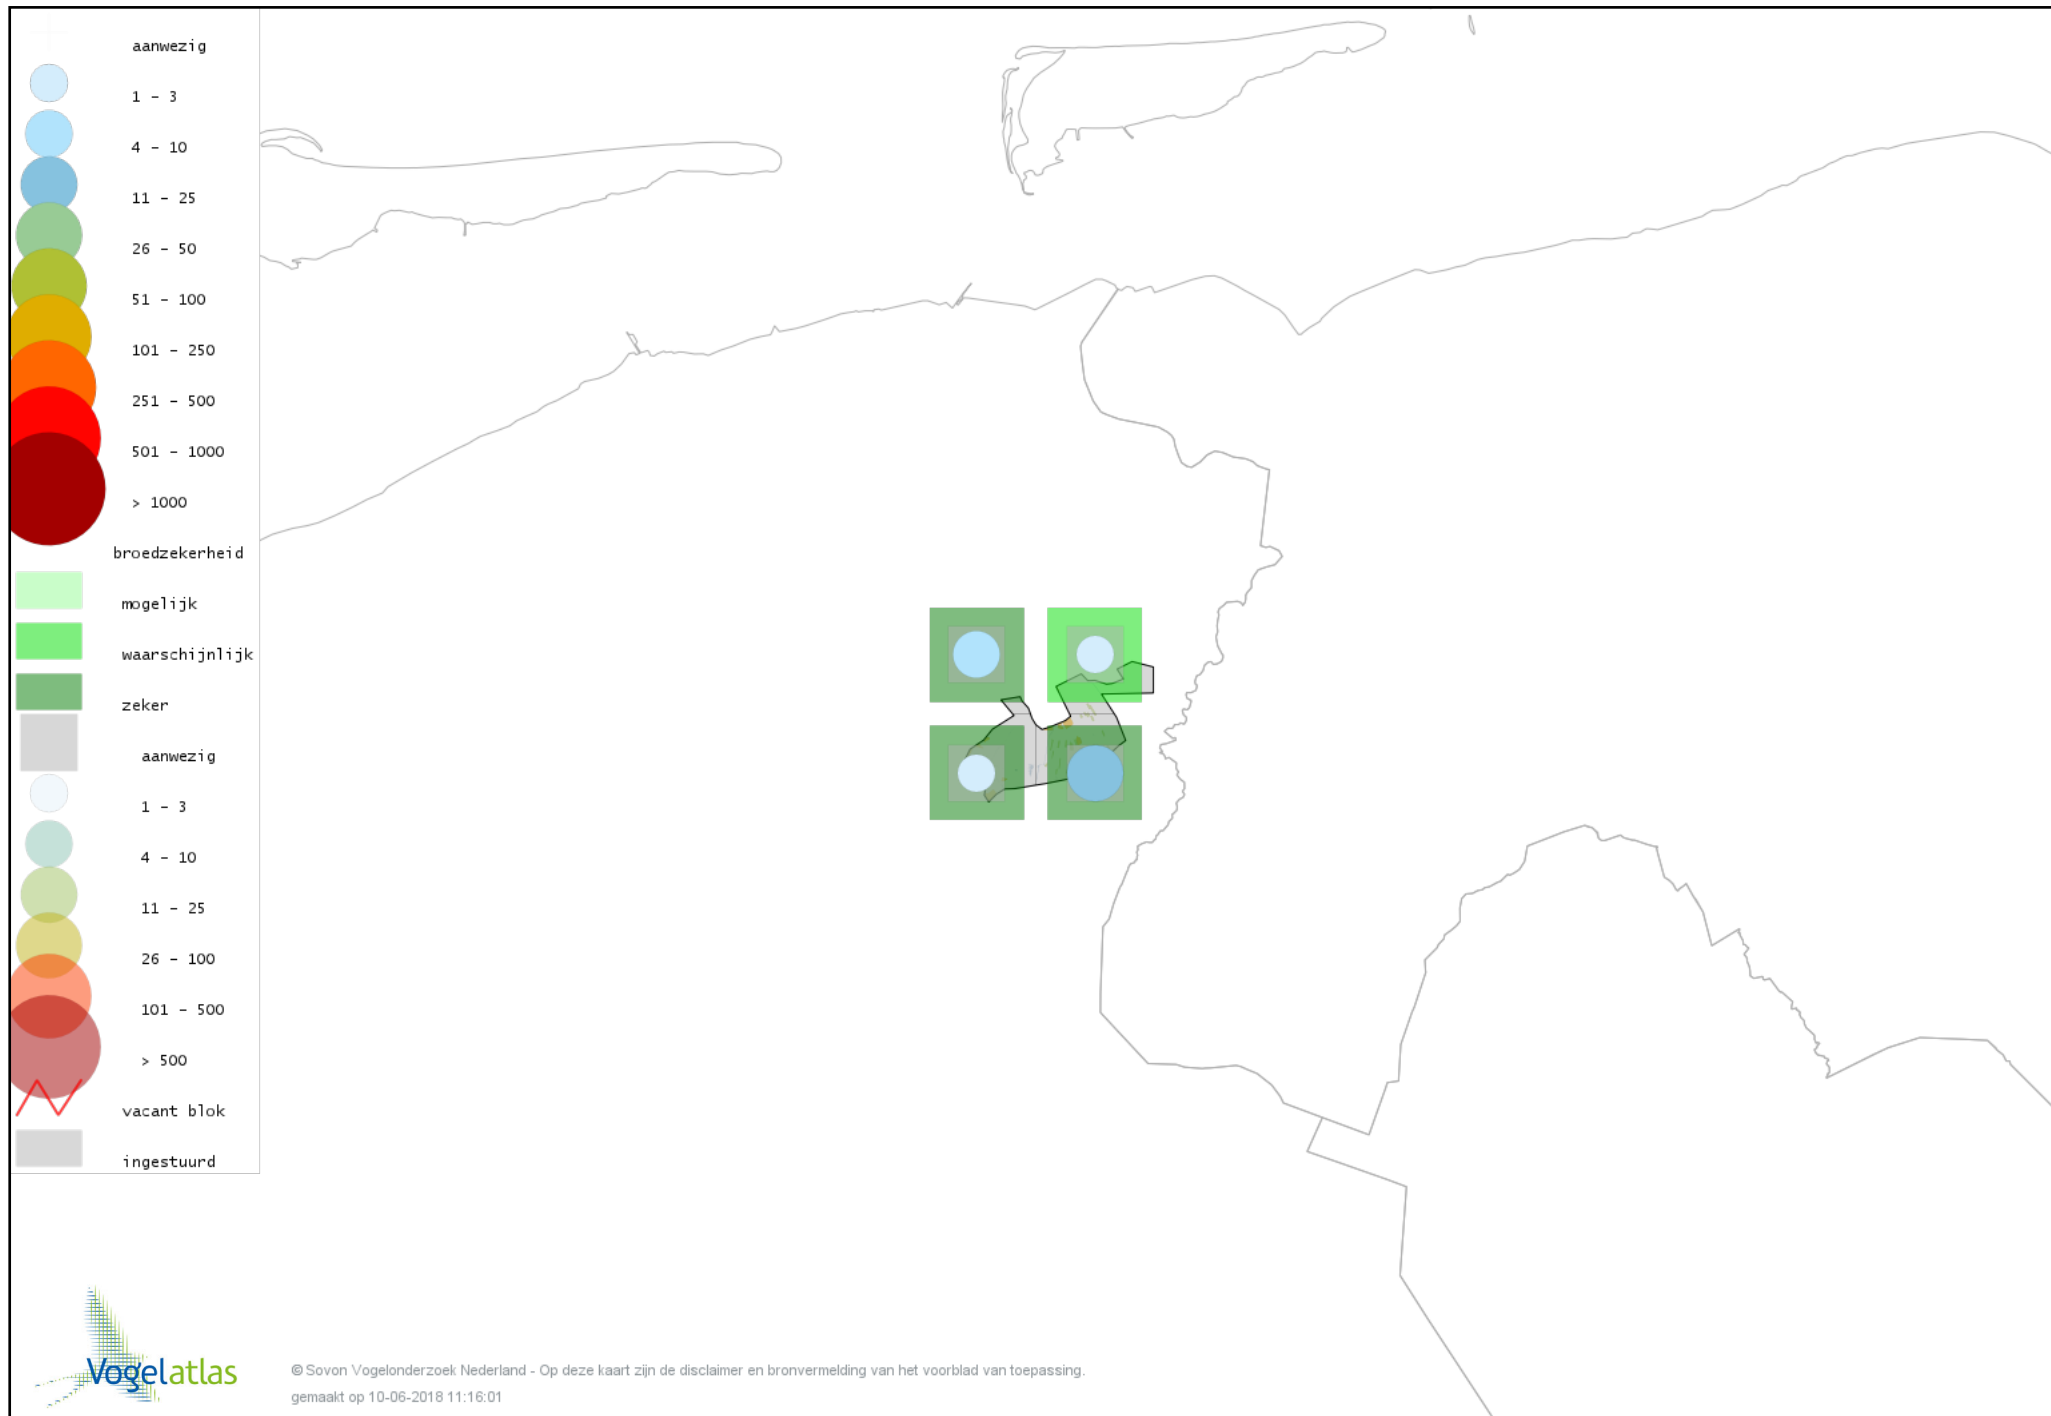 aanwezig
1 - 3
4 - 10
11 - 25
26 - 50
51 - 100
101 - 250
251 - 500
501 - 1000
> 1000
broedzekerheid
mogelijk
waarschijnlijk
zeker
aanwezig
1 - 3
4 - 10
11 - 25
26 - 100
101 - 500
> 500
vacant blok
ingestuurd
Vogelatlas
© Sovon Vogelonderzoek Nederland - Op deze kaart zijn de disclaimer en bronvermelding van het voorblad van toepassing.
gemaakt op 10-06-2018 11:16:01